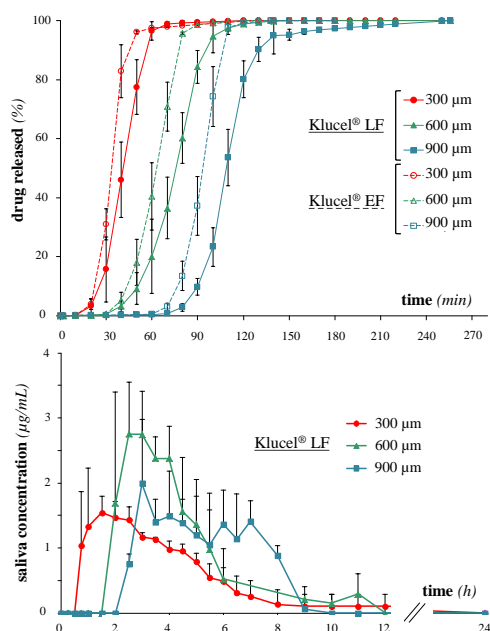 drug released (%)
100
80
60
40
20
0
Klucel® LF
300 µm
600 µm
900 µm
Klucel® EF
300 µm
600 µm
900 µm
time (min)
0 30 60 90 120 150 180 210 240 270
saliva concentration (µg/mL)
4
3
2
1
0
Klucel® LF
300 µm
600 µm
900 µm
time (h)
0 2 4 6 8 10 12 24